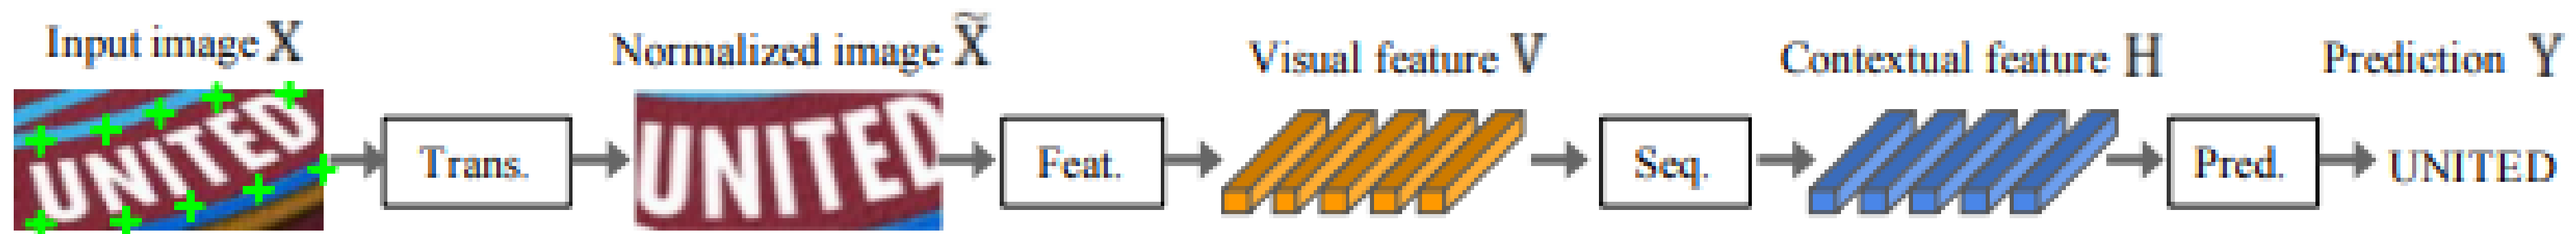 Input image X
Normalized image X̃
Visual feature V
Contextual feature H
Prediction Y
UNITED
Trans.
UNITED
Feat.
Seq.
Pred.
UNITED